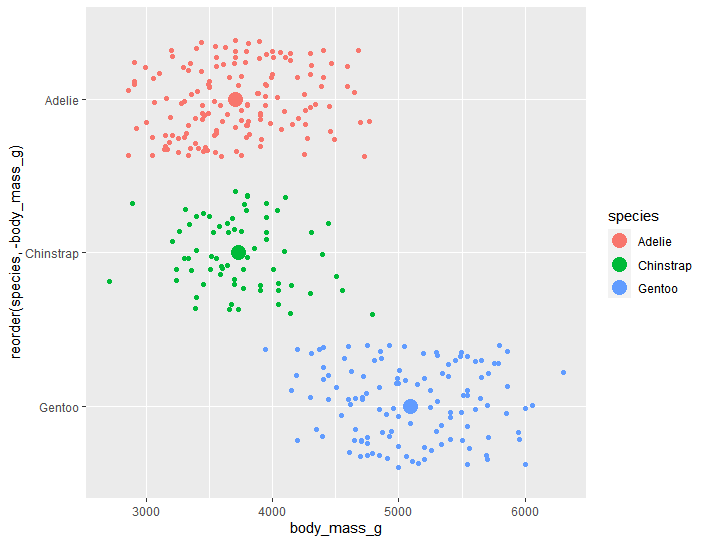 reorder(species, -body_mass_g)
Adelie
Chinstrap
Gentoo
3000
4000
5000
6000
body_mass_g
species
Adelie
Chinstrap
Gentoo